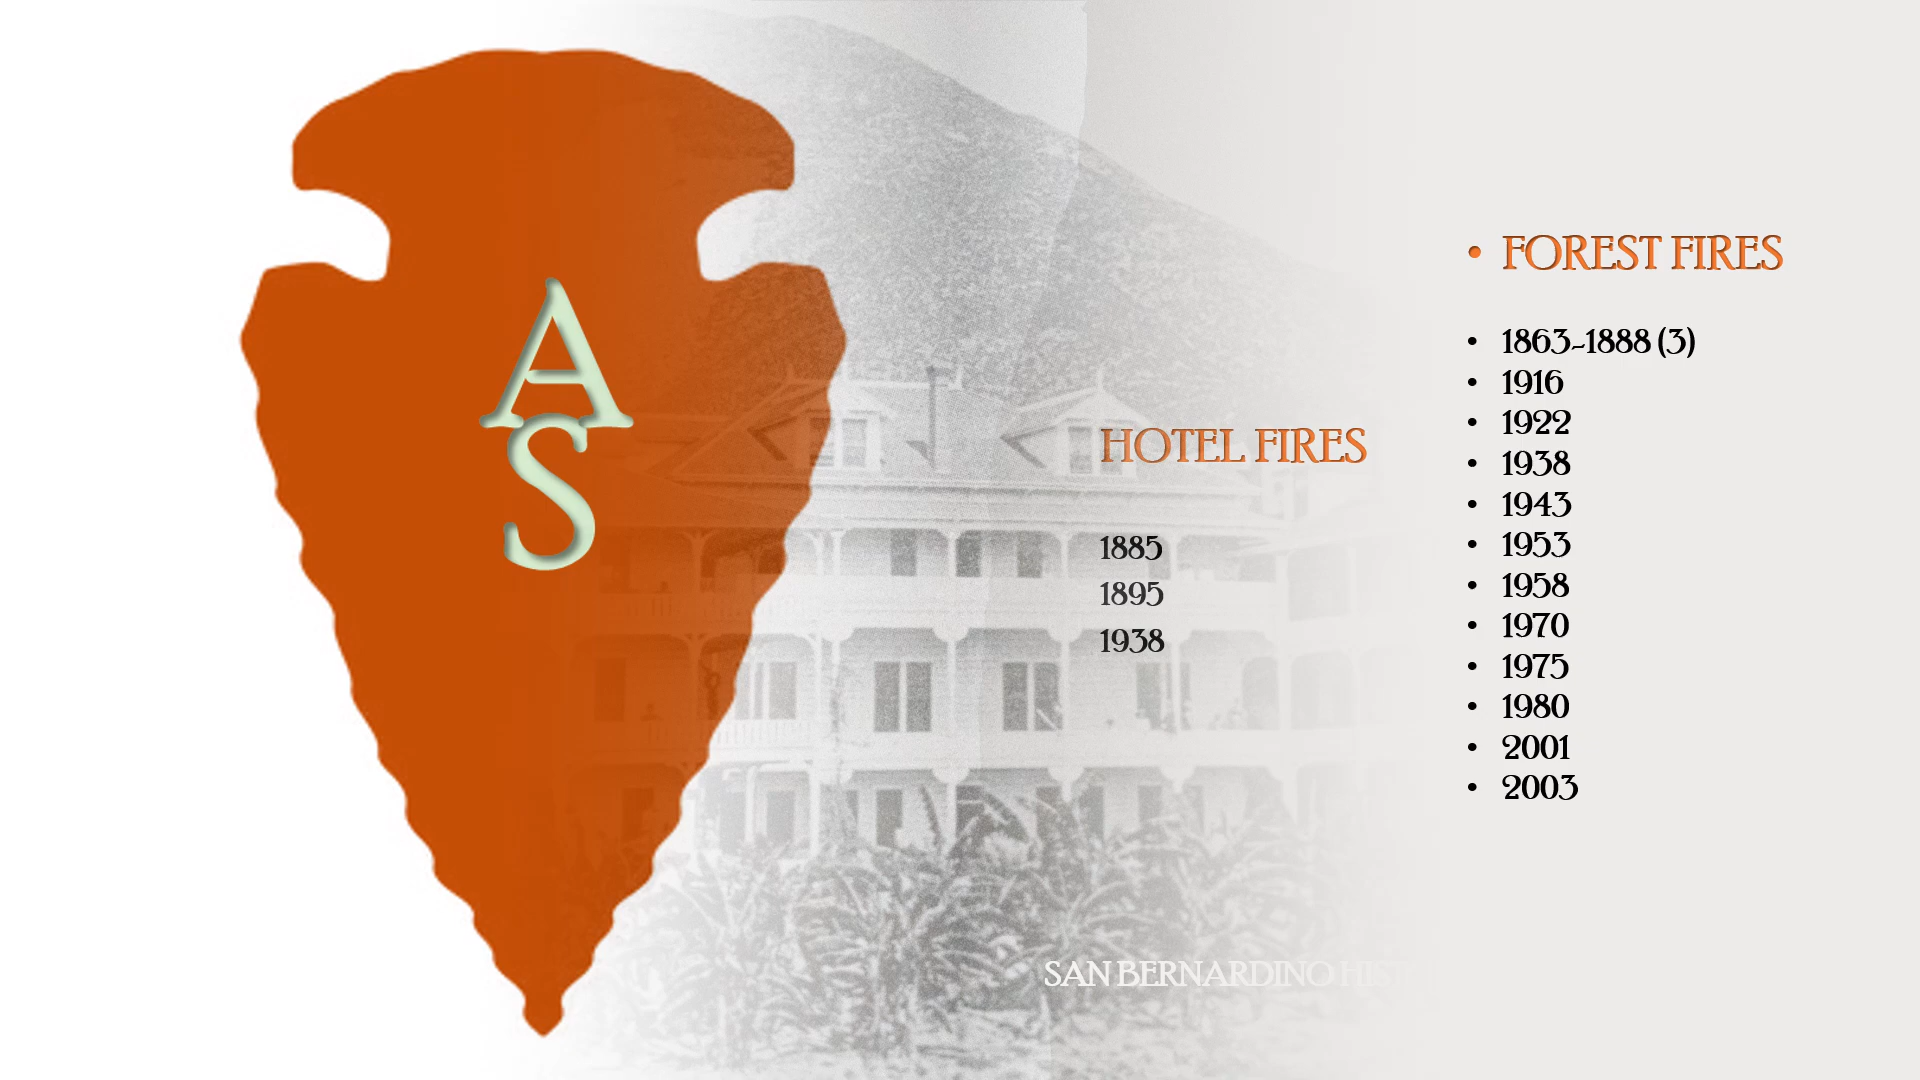 A
S
HOTEL FIRES
1885
1895
1938
• FOREST FIRES
• 1863-1888 (3)
• 1916
• 1922
• 1938
• 1943
• 1953
• 1958
• 1970
• 1975
• 1980
• 2001
• 2003
SAN BERNARDINO